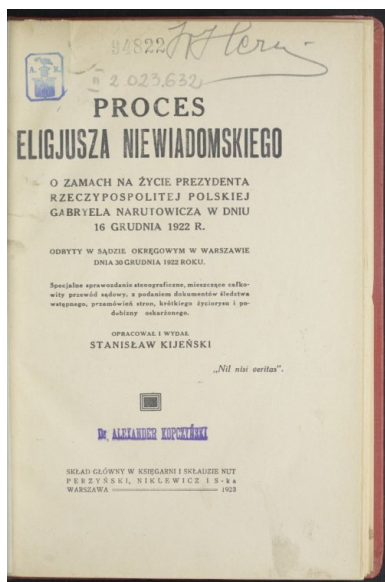 94822
A. K.
II 2.023.632
PROCES
ELIGJUSZA NIEWIADOMSKIEGO
O ZAMACH NA ŻYCIE PREZYDENTA
RZECZYPOSPOLITEJ POLSKIEJ
GABRYELA NARUTOWICZA W DNIU
16 GRUDNIA 1922 R.
ODBYTY W SĄDZIE OKRĘGOWYM W WARSZAWIE
DNIA 30 GRUDNIA 1922 ROKU.
Specjalne sprawozdanie stenograficzne, mieszczące całko-
wity przewód sądowy, z podaniem dokumentów śledztwa
wstępnego, przemówień stron, krótkiego życiorysu i po-
dobizny oskarżonego.
OPRACOWAŁ I WYDAŁ
STANISŁAW KIJEŃSKI
„Nil nisi veritas".
Dr. ALEXANDER KOPCZYŃSKI
SKŁAD GŁÓWNY W KSIĘGARNI I SKŁADZIE NUT
PERZYŃSKI, NIKLEWICZ I S-ka
WARSZAWA 1923